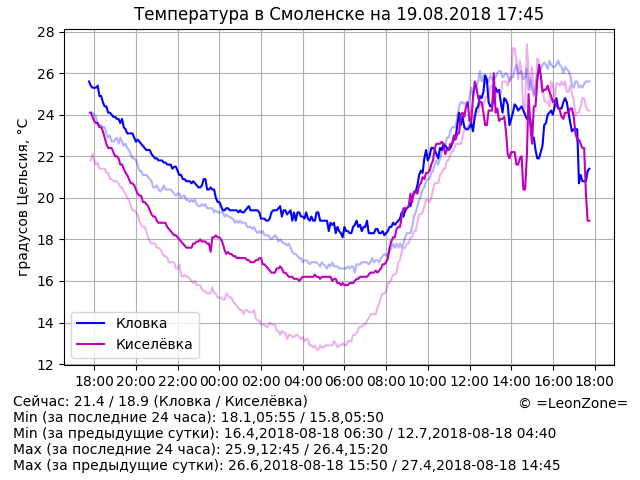 Температура в Смоленске на 19.08.2018 17:45
градусов Цельсия, °C
28
26
24
22
20
18
16
14
12
Кловка
Киселёвка
18:00 20:00 22:00 00:00 02:00 04:00 06:00 08:00 10:00 12:00 14:00 16:00 18:00
Сейчас: 21.4 / 18.9 (Кловка / Киселёвка)
© =LeonZone=
Min (за последние 24 часа): 18.1,05:55 / 15.8,05:50
Min (за предыдущие сутки): 16.4,2018-08-18 06:30 / 12.7,2018-08-18 04:40
Max (за последние 24 часа): 25.9,12:45 / 26.4,15:20
Max (за предыдущие сутки): 26.6,2018-08-18 15:50 / 27.4,2018-08-18 14:45